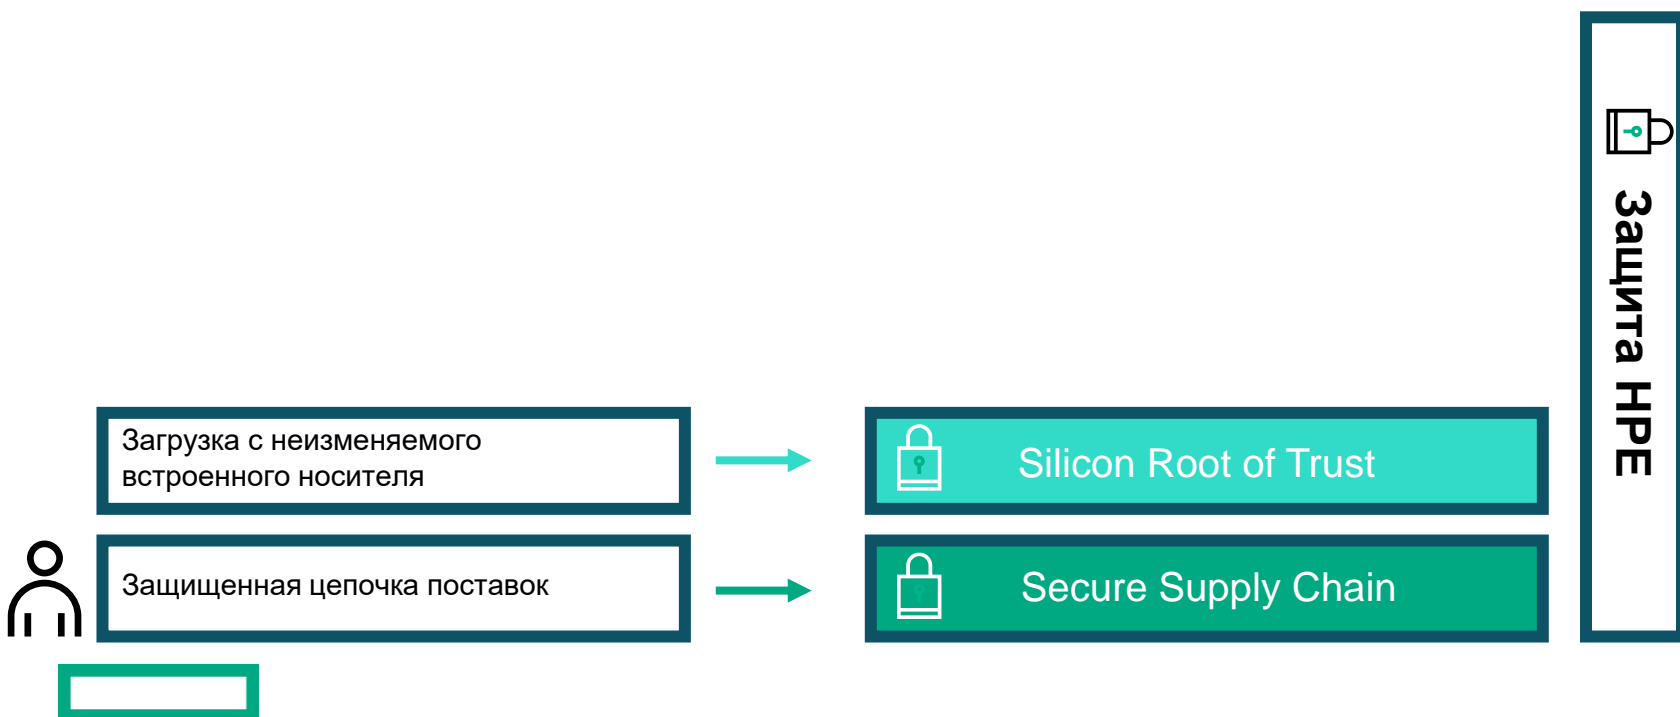 Загрузка с неизменяемого
встроенного носителя
Silicon Root of Trust
Защищенная цепочка поставок
Secure Supply Chain
Защита HPE